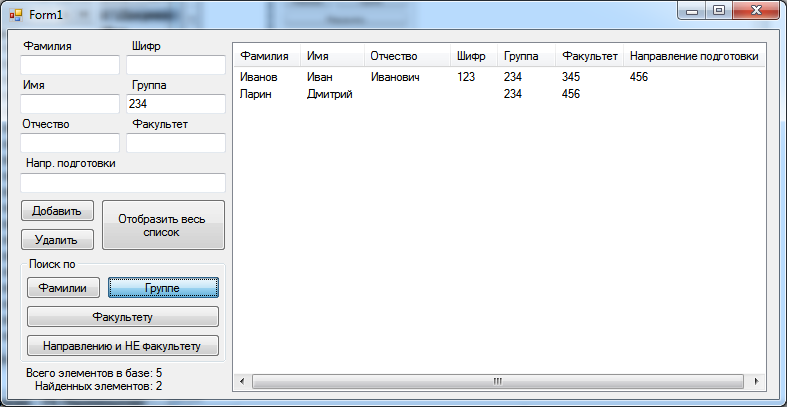 Form1
Фамилия Шифр
Имя Группа
234
Отчество Факультет
Напр. подготовки
Добавить
Удалить
Отобразить весь
список
Поиск по
Фамилии Группе
Факультету
Направлению и НЕ факультету
Всего элементов в базе: 5
Найденных элементов: 2
Фамилия Имя Отчество Шифр Группа Факультет Направление подготовки
Иванов Иван Иванович 123 234 345 456
Ларин Дмитрий 234 456